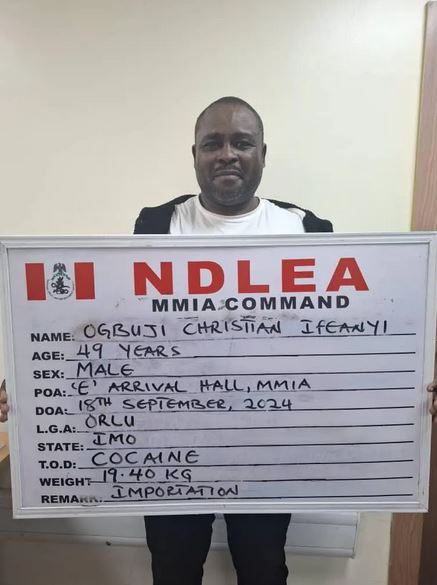 NDLEA
MMIA COMMAND
NAME: OGBUJI CHRISTIAN IFEANYI
AGE: 49 YEARS
SEX: MALE
POA: 'E' ARRIVAL HALL, MMIA
DOA: 18TH SEPTEMBER, 2024
L.G.A: ORLU
STATE: IMO
T.O.D: COCAINE
WEIGHT 19.40 KG
REMARK: IMPORTATION